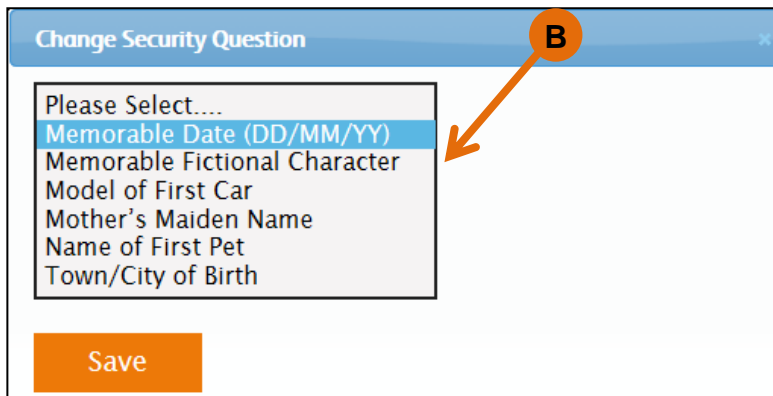 Change Security Question
B
Please Select....
Memorable Date (DD/MM/YY)
Memorable Fictional Character
Model of First Car
Mother’s Maiden Name
Name of First Pet
Town/City of Birth
Save